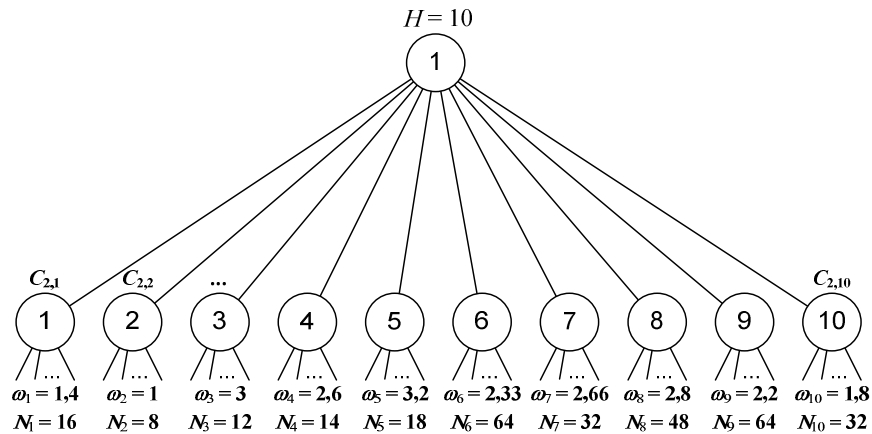 H = 10
1
C2,1 C2,2 ... C2,10
1 2 3 4 5 6 7 8 9 10
... ... ... ... ... ... ... ... ... ...
ω1 = 1,4 ω2 = 1 ω3 = 3 ω4 = 2,6 ω5 = 3,2 ω6 = 2,33 ω7 = 2,66 ω8 = 2,8 ω9 = 2,2 ω10 = 1,8
N1 = 16 N2 = 8 N3 = 12 N4 = 14 N5 = 18 N6 = 64 N7 = 32 N8 = 48 N9 = 64 N10 = 32